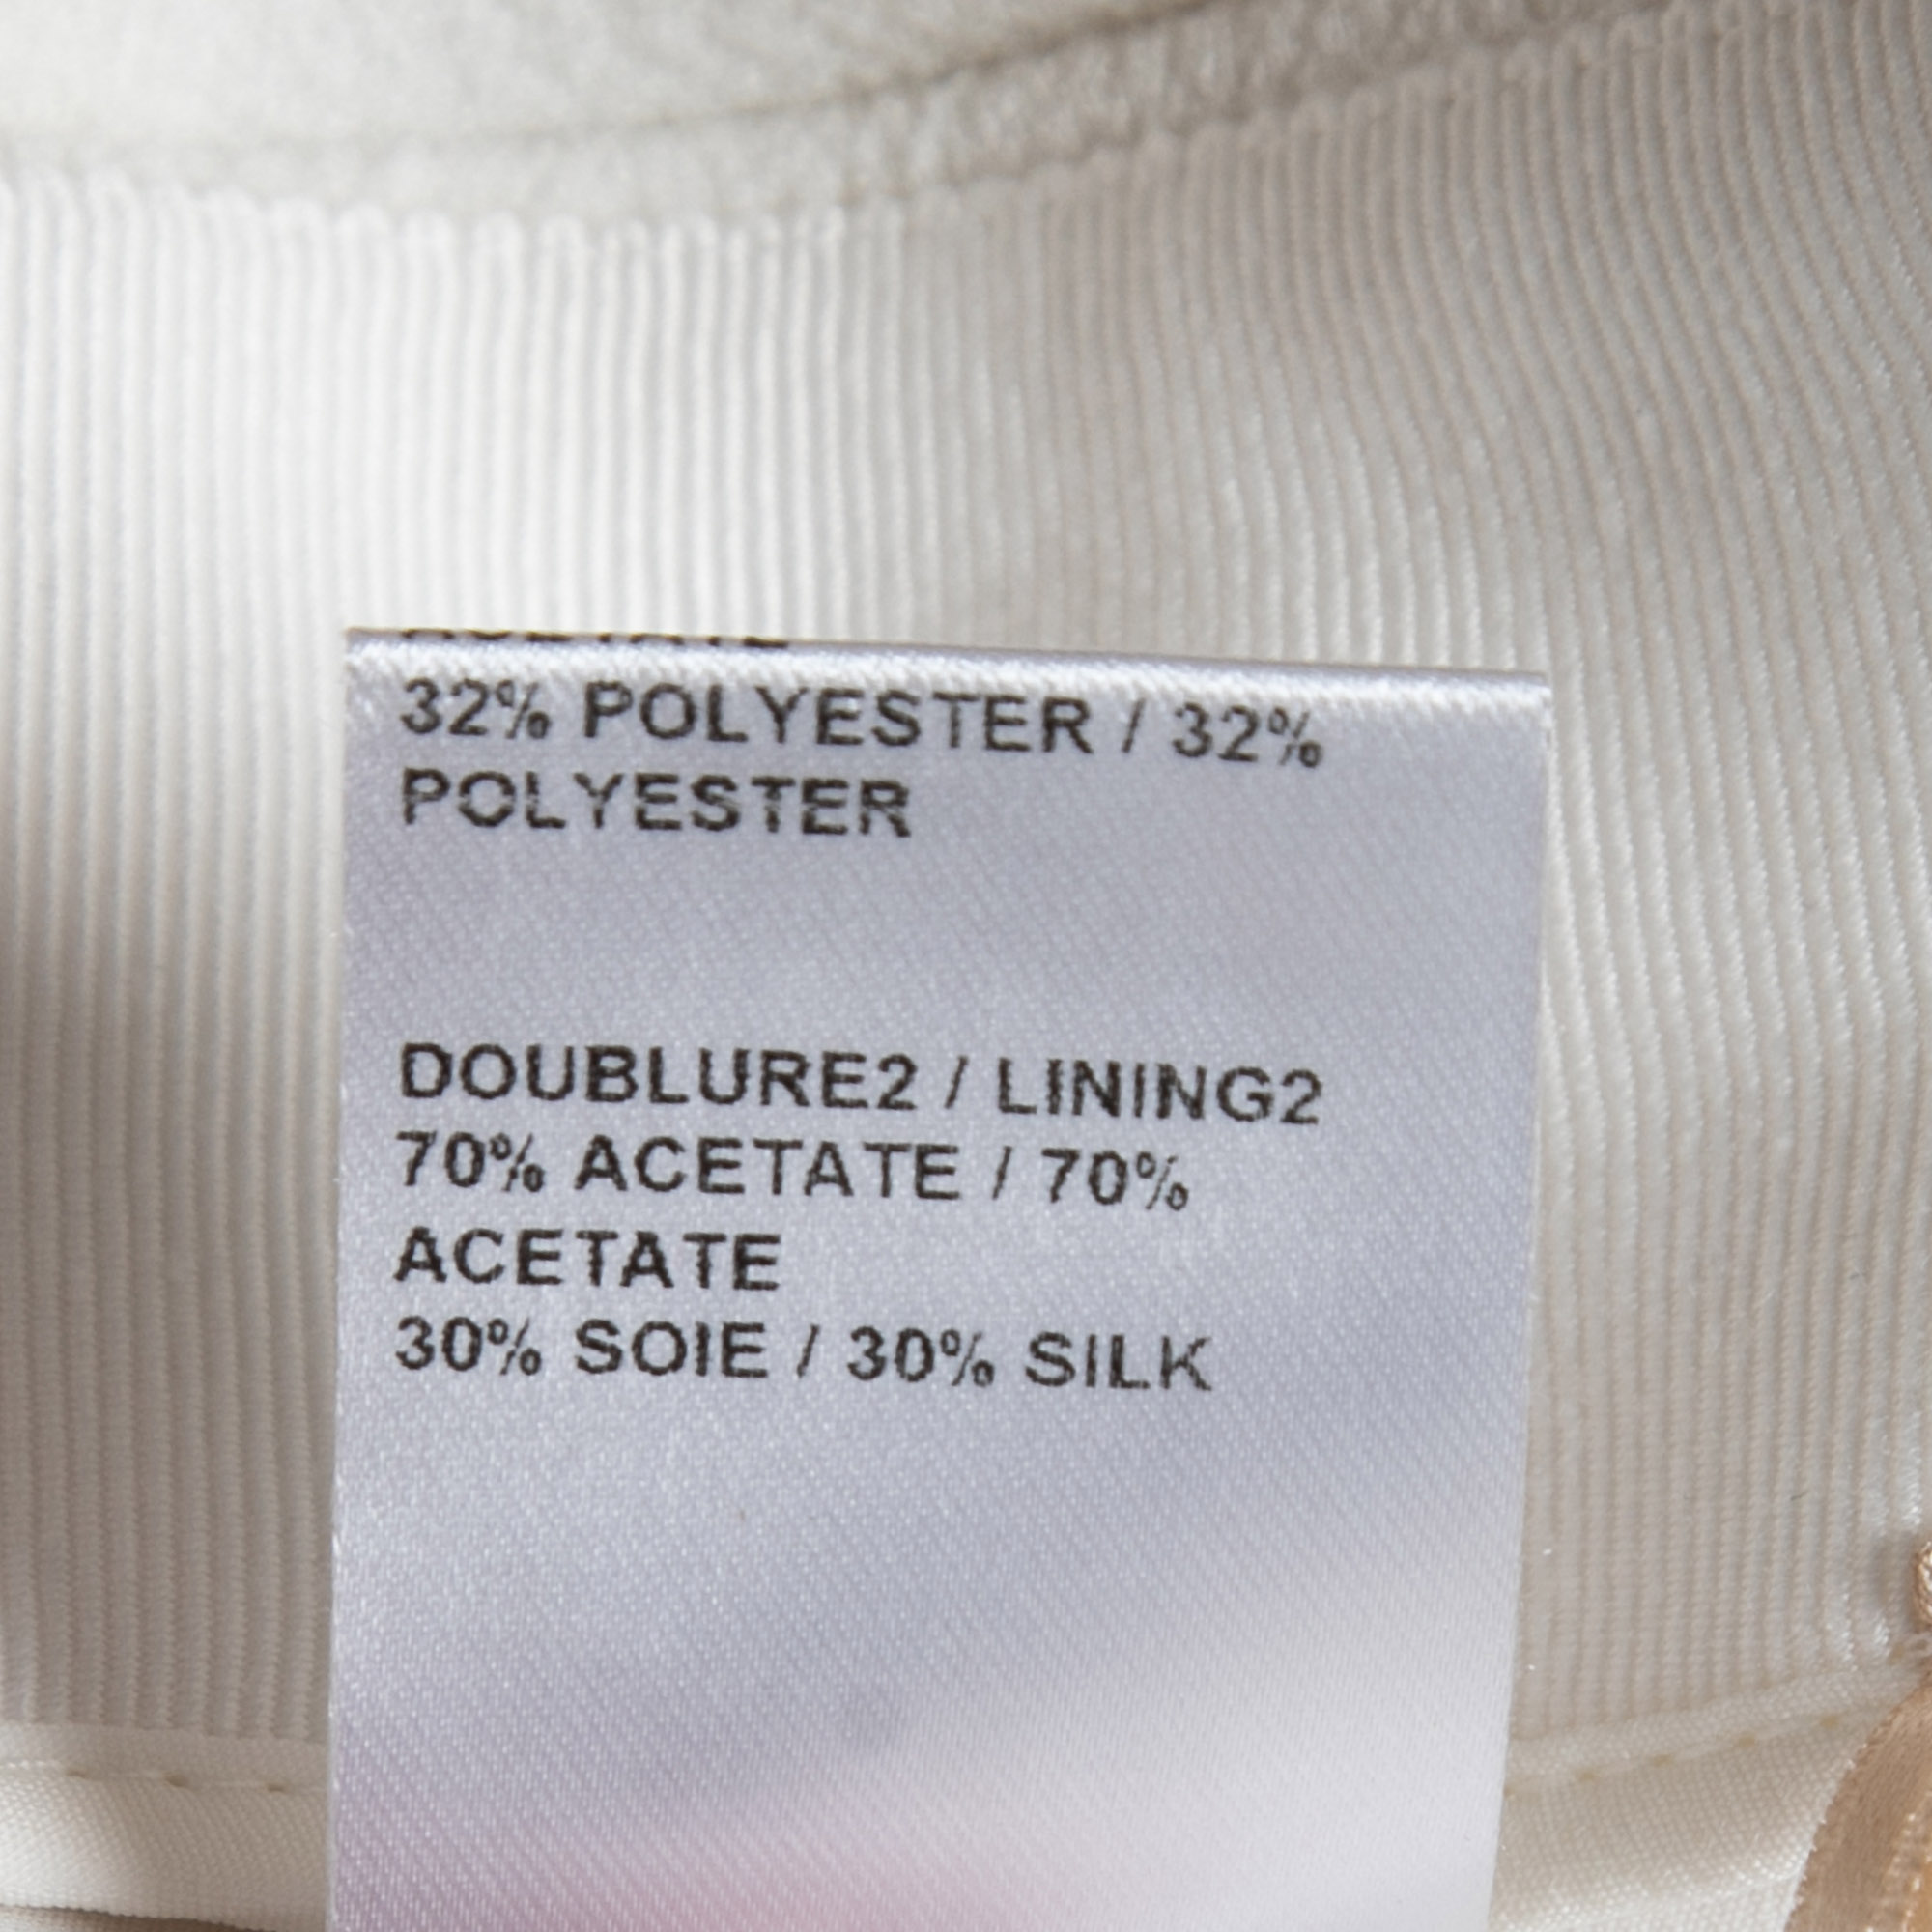 32% POLYESTER / 32%
POLYESTER
DOUBLURE2 / LINING2
70% ACETATE / 70%
ACETATE
30% SOIE / 30% SILK